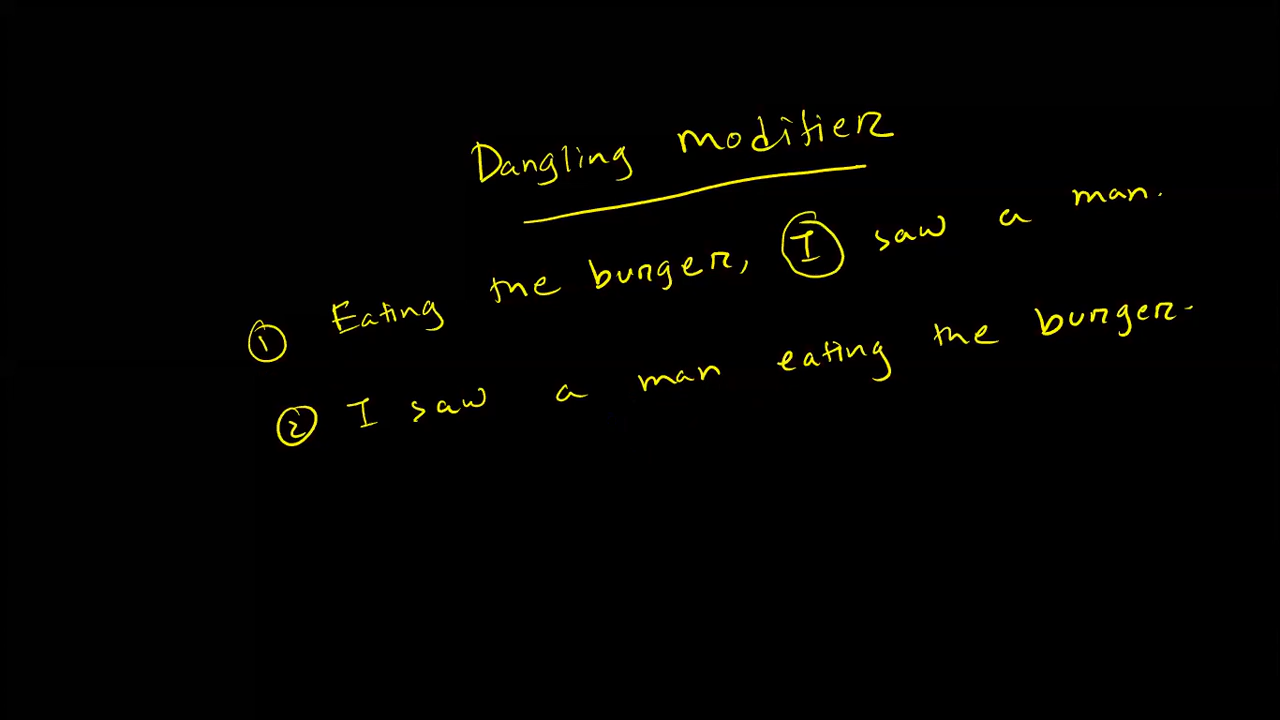 Dangling modifier
① Eating the burger, I saw a man.
② I saw a man eating the burger.